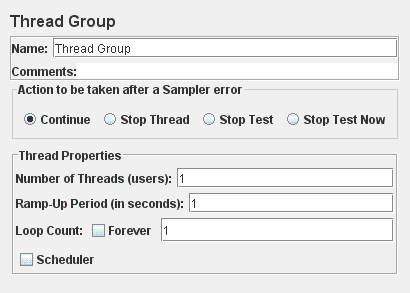 Thread Group
Name: Thread Group
Comments:
Action to be taken after a Sampler error
Continue Stop Thread Stop Test Stop Test Now
Thread Properties
Number of Threads (users): 1
Ramp-Up Period (in seconds): 1
Loop Count: Forever 1
Scheduler